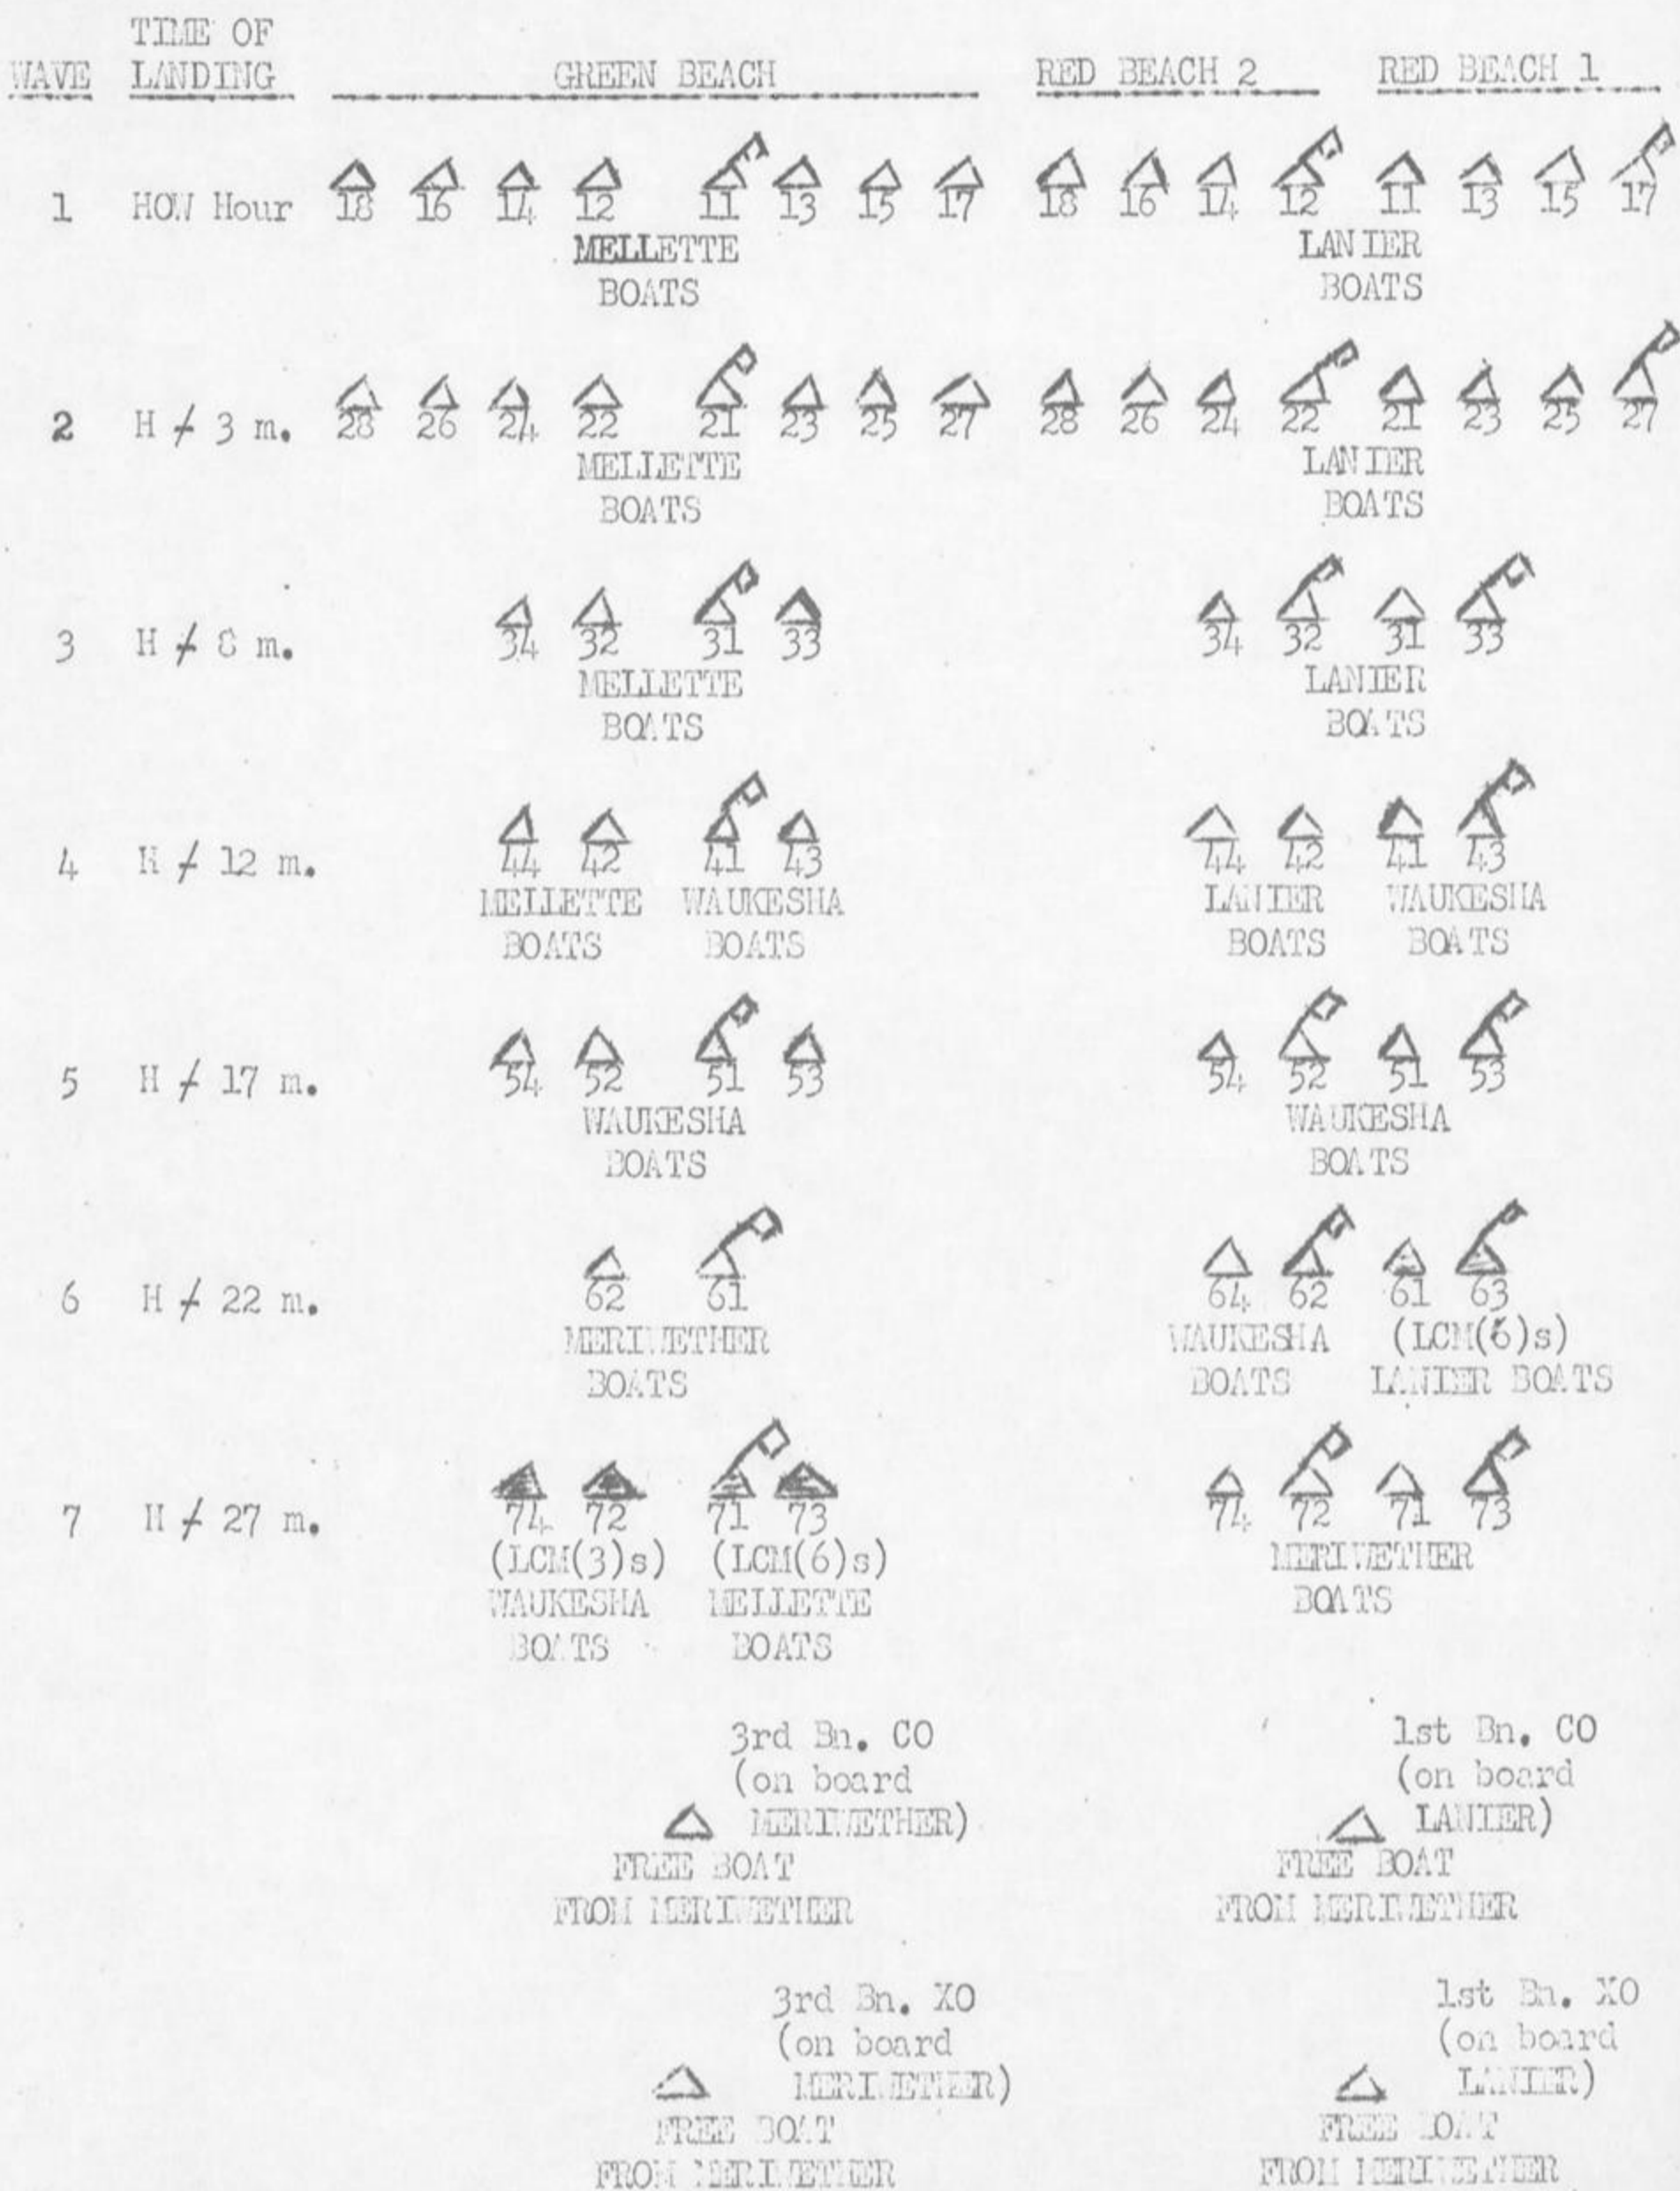 TIME OF
WAVE LANDING GREEN BEACH RED BEACH 2 RED BEACH 1
1 HOW Hour 18 16 14 12 11 13 15 17 18 16 14 12 11 13 15 17
MELLETTE LANIER
BOATS BOATS
2 H ≠ 3 m. 28 26 24 22 21 23 25 27 28 26 24 22 21 23 25 27
MELLETTE LANIER
BOATS BOATS
3 H ≠ 8 m. 34 32 31 33 34 32 31 33
MELLETTE LANIER
BOATS BOATS
4 H ≠ 12 m. 44 42 41 43 44 42 41 43
MELLETTE WAUKESHA LANIER WAUKESHA
BOATS BOATS BOATS BOATS
5 H ≠ 17 m. 54 52 51 53 54 52 51 53
WAUKESHA WAUKESHA
BOATS BOATS
6 H ≠ 22 m. 62 61 64 62 61 63
MERIWETHER WAUKESHA (LCM(6)s)
BOATS BOATS LANIER BOATS
7 H ≠ 27 m. 74 72 71 73 74 72 71 73
(LCM(3)s) (LCM(6)s) MERIWETHER
WAUKESHA MELLETTE BOATS
BOATS BOATS
3rd Bn. CO 1st Bn. CO
(on board (on board
MERIWETHER) LANIER)
FREE BOAT FREE BOAT
FROM MERIWETHER FROM MERIWETHER
3rd Bn. XO 1st Bn. XO
(on board (on board
MERIWETHER) LANIER)
FREE BOAT FREE BOAT
FROM MERIWETHER FROM MERIWETHER